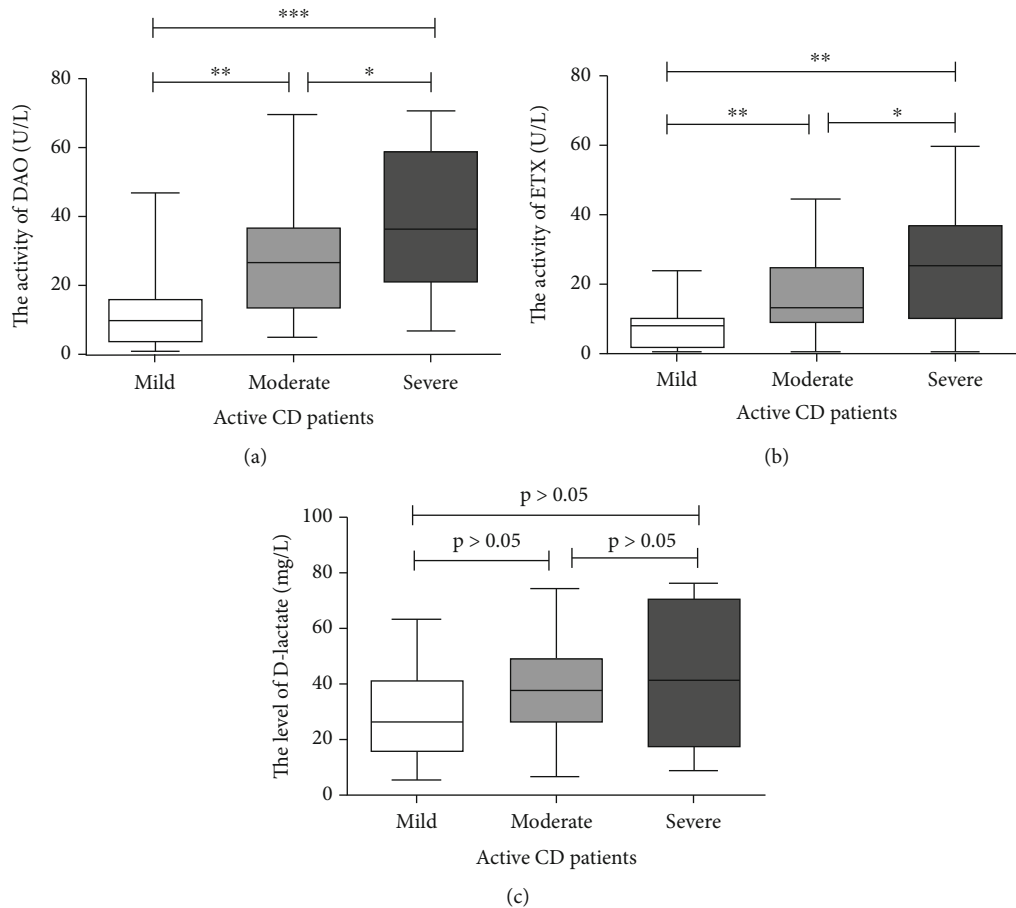 ***
**
*
80
60
40
20
0
The activity of DAO (U/L)
Mild
Moderate
Severe
Active CD patients
(a)
**
**
*
80
60
40
20
0
The activity of ETX (U/L)
Mild
Moderate
Severe
Active CD patients
(b)
p > 0.05
p > 0.05
p > 0.05
100
80
60
40
20
0
The level of D-lactate (mg/L)
Mild
Moderate
Severe
Active CD patients
(c)